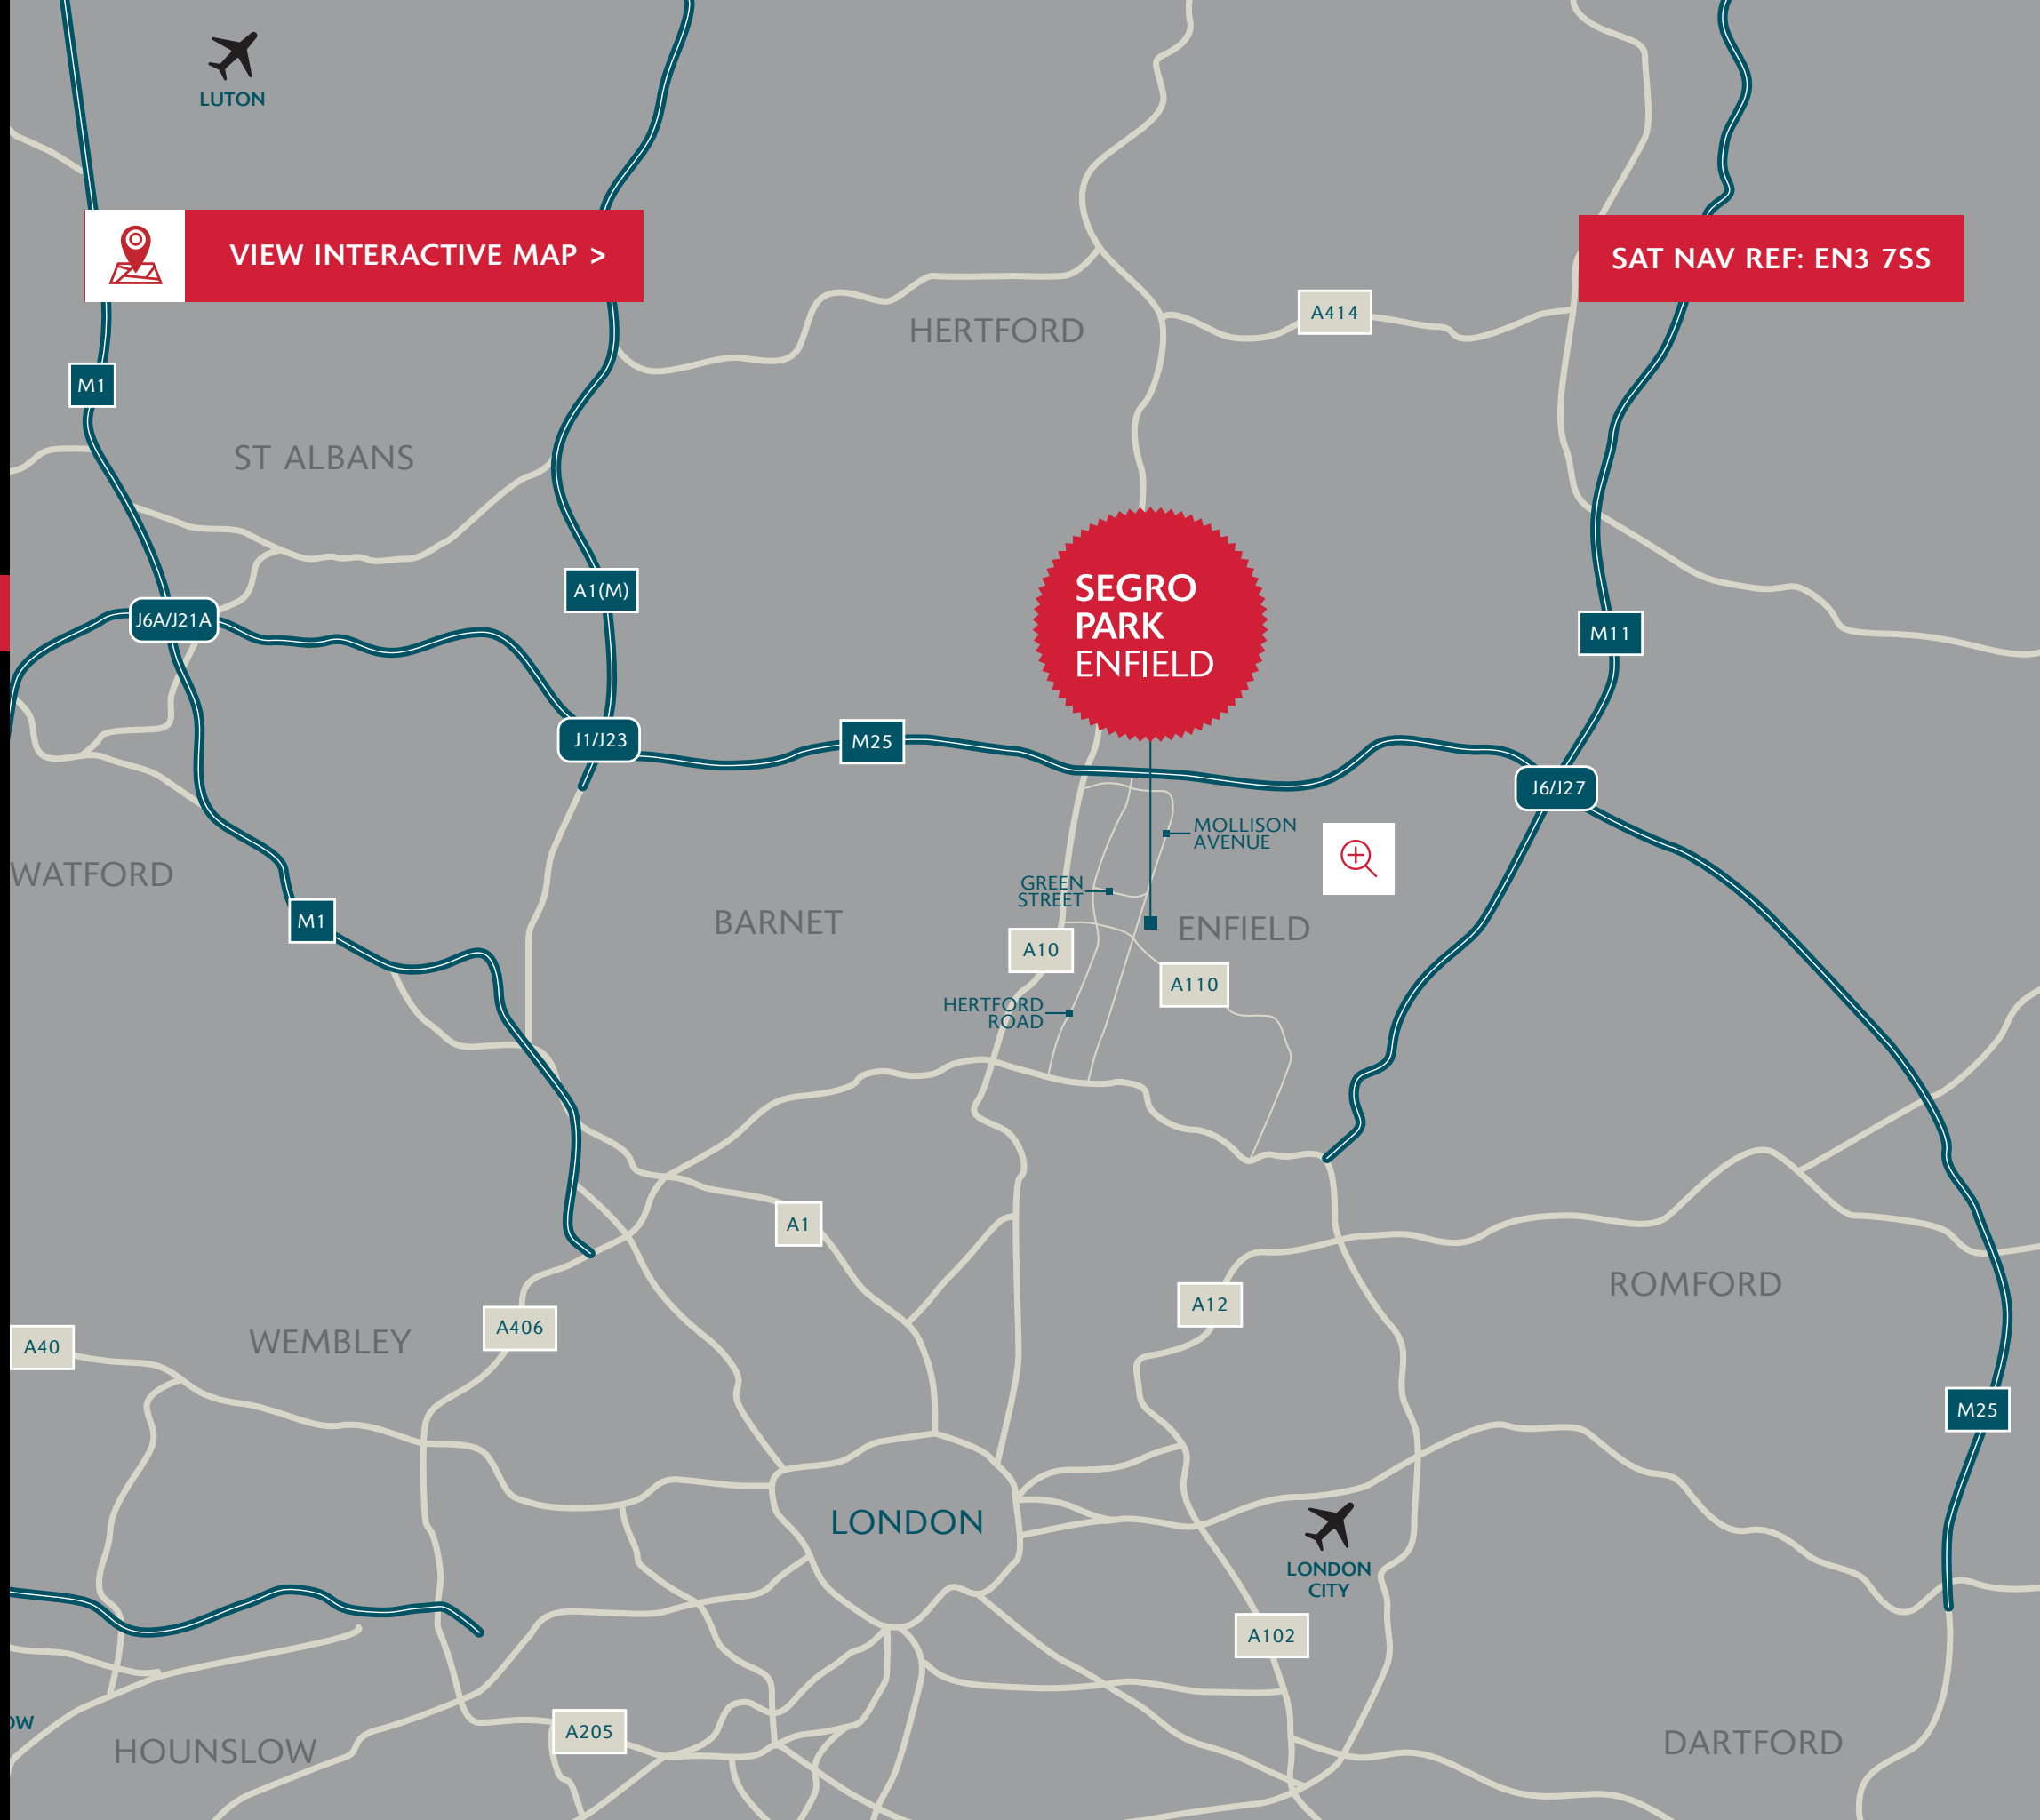 LUTON
VIEW INTERACTIVE MAP >
SAT NAV REF: EN3 7SS
A414
HERTFORD
M1
ST ALBANS
A1(M)
SEGRO
PARK
ENFIELD
J6A/J21A
M11
J1/J23
M25
J6/J27
MOLLISON
AVENUE
WATFORD
GREEN
STREET
M1
BARNET
ENFIELD
A10
A110
HERTFORD
ROAD
A1
ROMFORD
A12
A406
WEMBLEY
A40
M25
LONDON
LONDON
CITY
A102
OW
A205
HOUNSLOW
DARTFORD